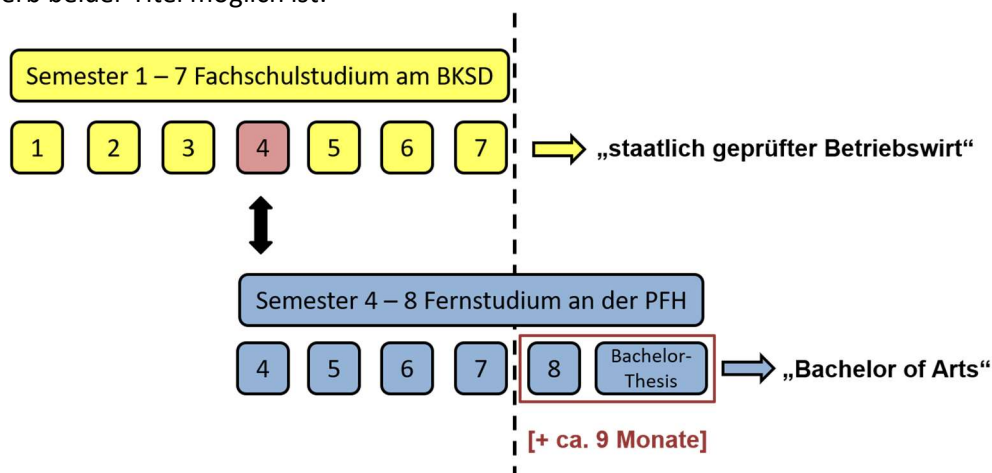 Semester 1 – 7 Fachschulstudium am BKSD
1 2 3 4 5 6 7 „staatlich geprüfter Betriebswirt“
Semester 4 – 8 Fernstudium an der PFH
4 5 6 7 8 Bachelor-
Thesis „Bachelor of Arts“
[+ ca. 9 Monate]